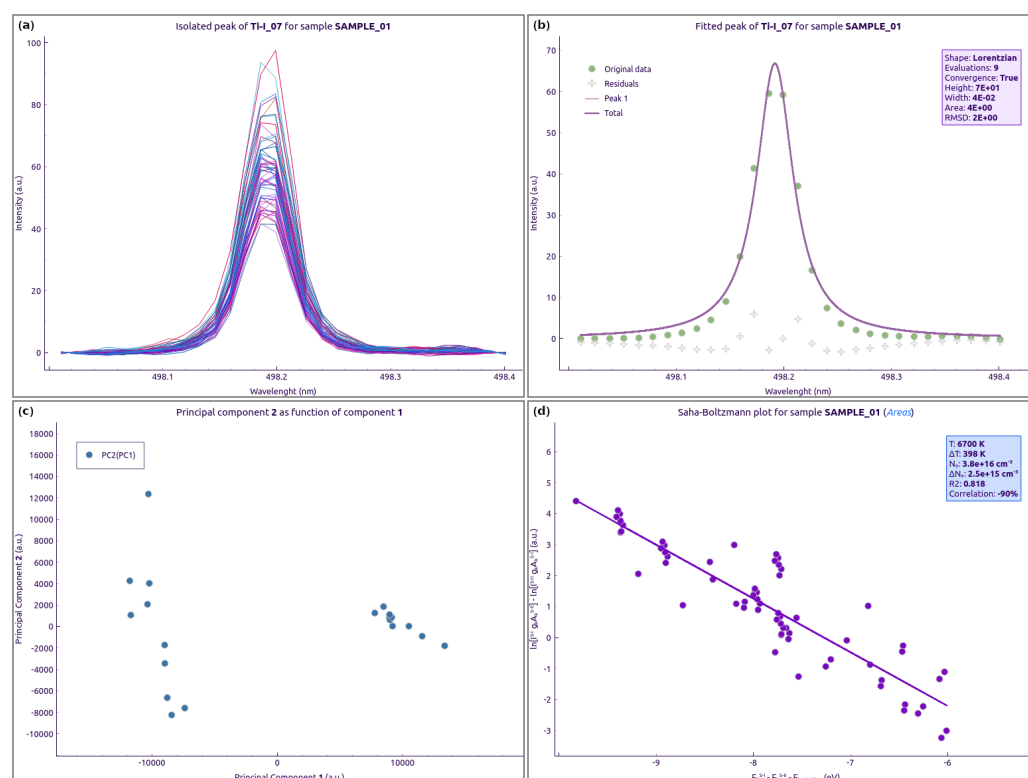 (a)
Isolated peak of Ti-I_07 for sample SAMPLE_01
100
80
60
40
20
0
Intensity (a.u.)
498.1
498.2
498.3
498.4
Wavelenght (nm)
(b)
Fitted peak of Ti-I_07 for sample SAMPLE_01
70
60
50
40
30
20
10
0
Intensity (a.u.)
Original data
Residuals
Peak 1
Total
Shape: Lorentzian
Evaluations: 9
Convergence: True
Height: 7E+01
Width: 4E-02
Area: 4E+00
RMSD: 2E+00
498.1
498.2
498.3
498.4
Wavelenght (nm)
(c)
Principal component 2 as function of component 1
18000
16000
14000
12000
10000
8000
6000
4000
2000
0
-2000
-4000
-6000
-8000
-10000
Principal Component 2 (a.u.)
PC2(PC1)
-10000
0
10000
Principal Component 1 (a.u.)
(d)
Saha-Boltzmann plot for sample SAMPLE_01 (Areas)
6
5
4
3
2
1
0
-1
-2
-3
T: 6700 K
ΔT: 398 K
Nₑ: 3.8e+16 cm⁻³
ΔNₑ: 2.5e+15 cm⁻³
R2: 0.818
Correlation: -90%
-9
-8
-7
-6
(eV)